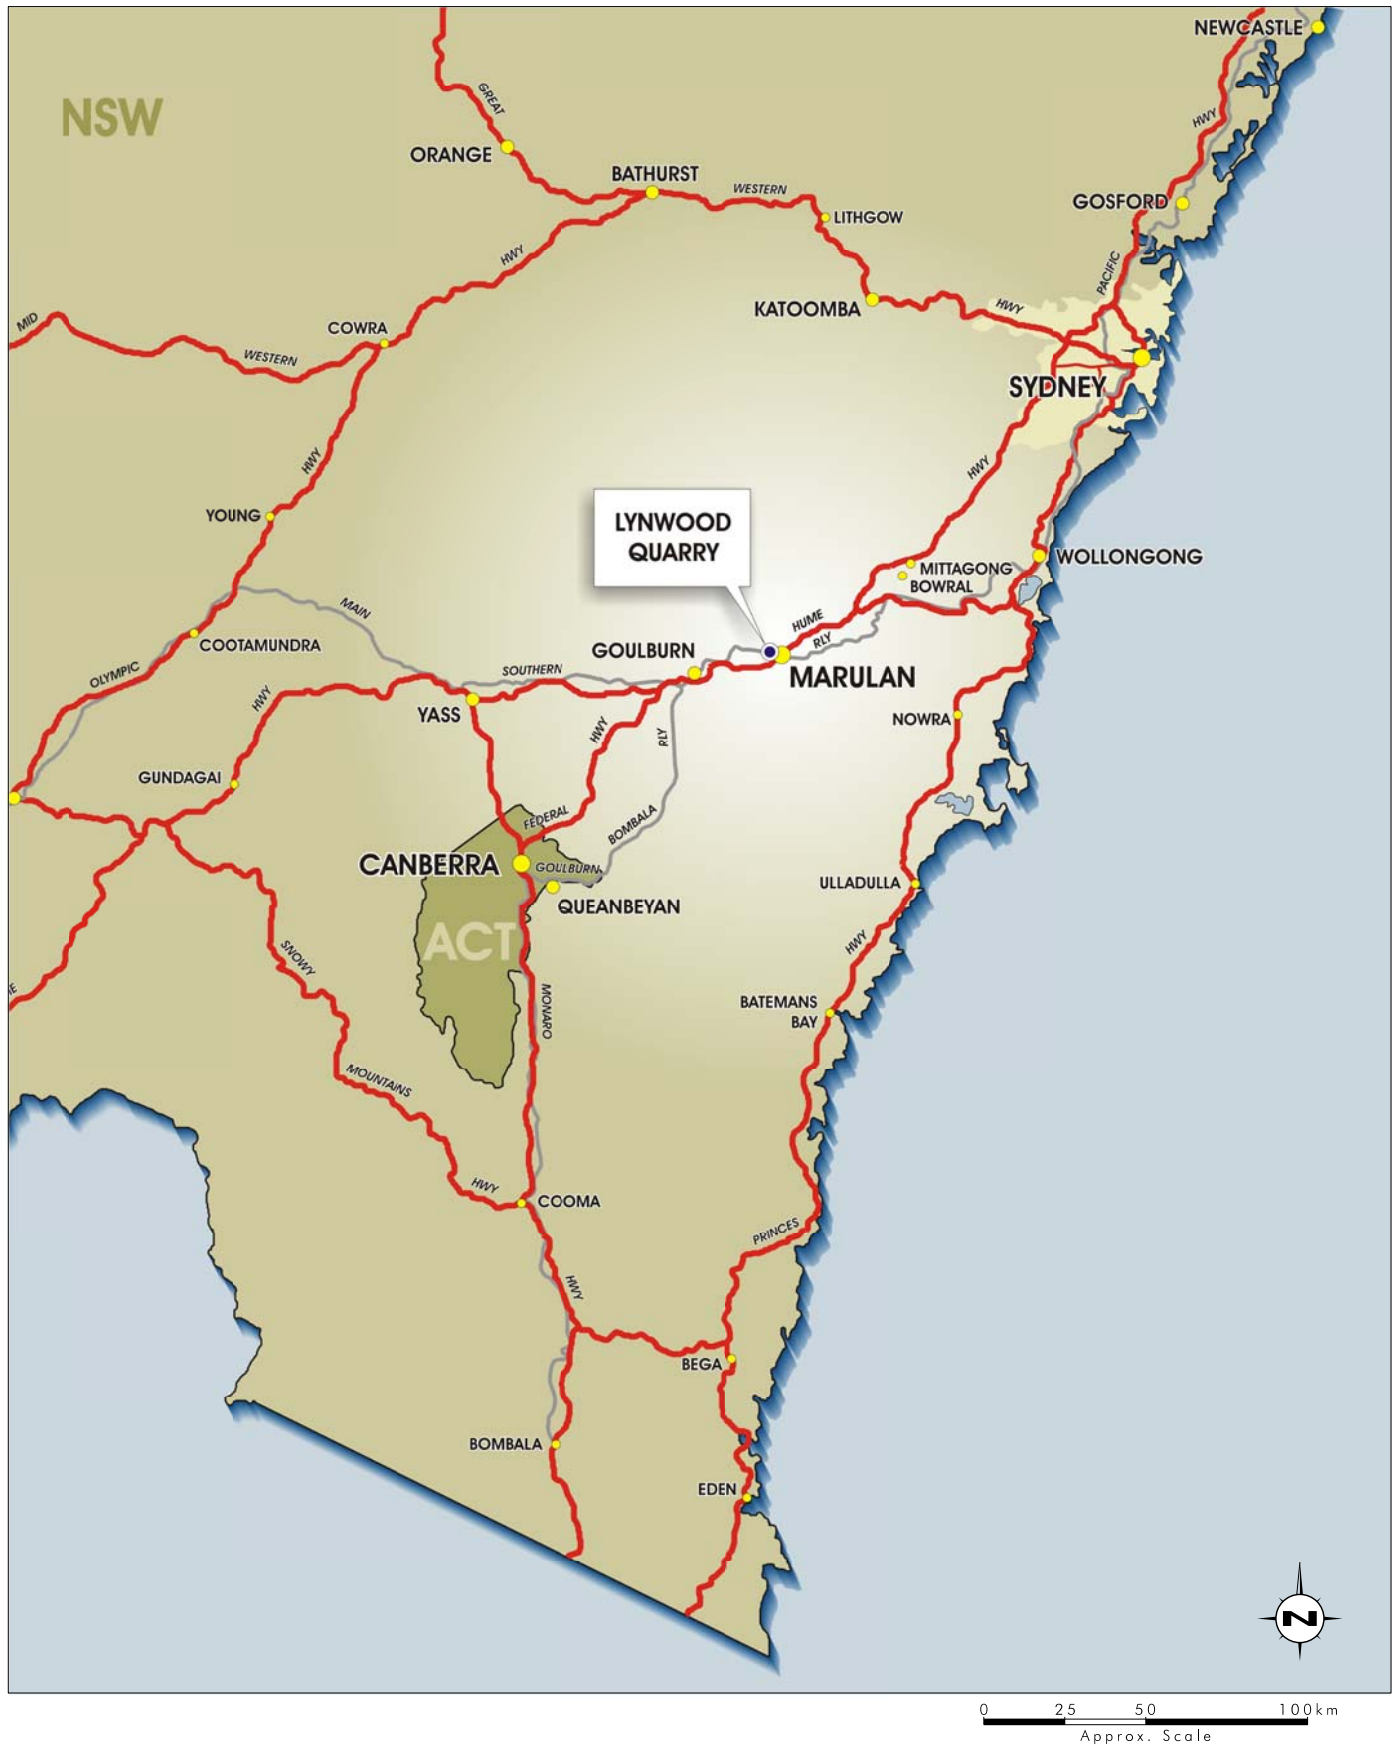 NEWCASTLE
NSW
GREAT
HWY
ORANGE
BATHURST
WESTERN
GOSFORD
LITHGOW
HWY
PACIFIC
KATOOMBA
HWY
MID
COWRA
WESTERN
SYDNEY
HWY
HWY
LYNWOOD
QUARRY
YOUNG
WOLLONGONG
MITTAGONG
BOWRAL
MAIN
HUME
RLY
COOTAMUNDRA
GOULBURN
OLYMPIC
SOUTHERN
MARULAN
HWY
YASS
NOWRA
HWY
RLY
GUNDAGAI
FEDERAL
BOMBALA
CANBERRA
GOULBURN
ULLADULLA
QUEANBEYAN
ACT
HWY
SNOWY
BATEMANS
BAY
MONARO
MOUNTAINS
HWY
COOMA
PRINCES
HWY
BEGA
BOMBALA
EDEN
N
0 25 50 100km
Approx. Scale